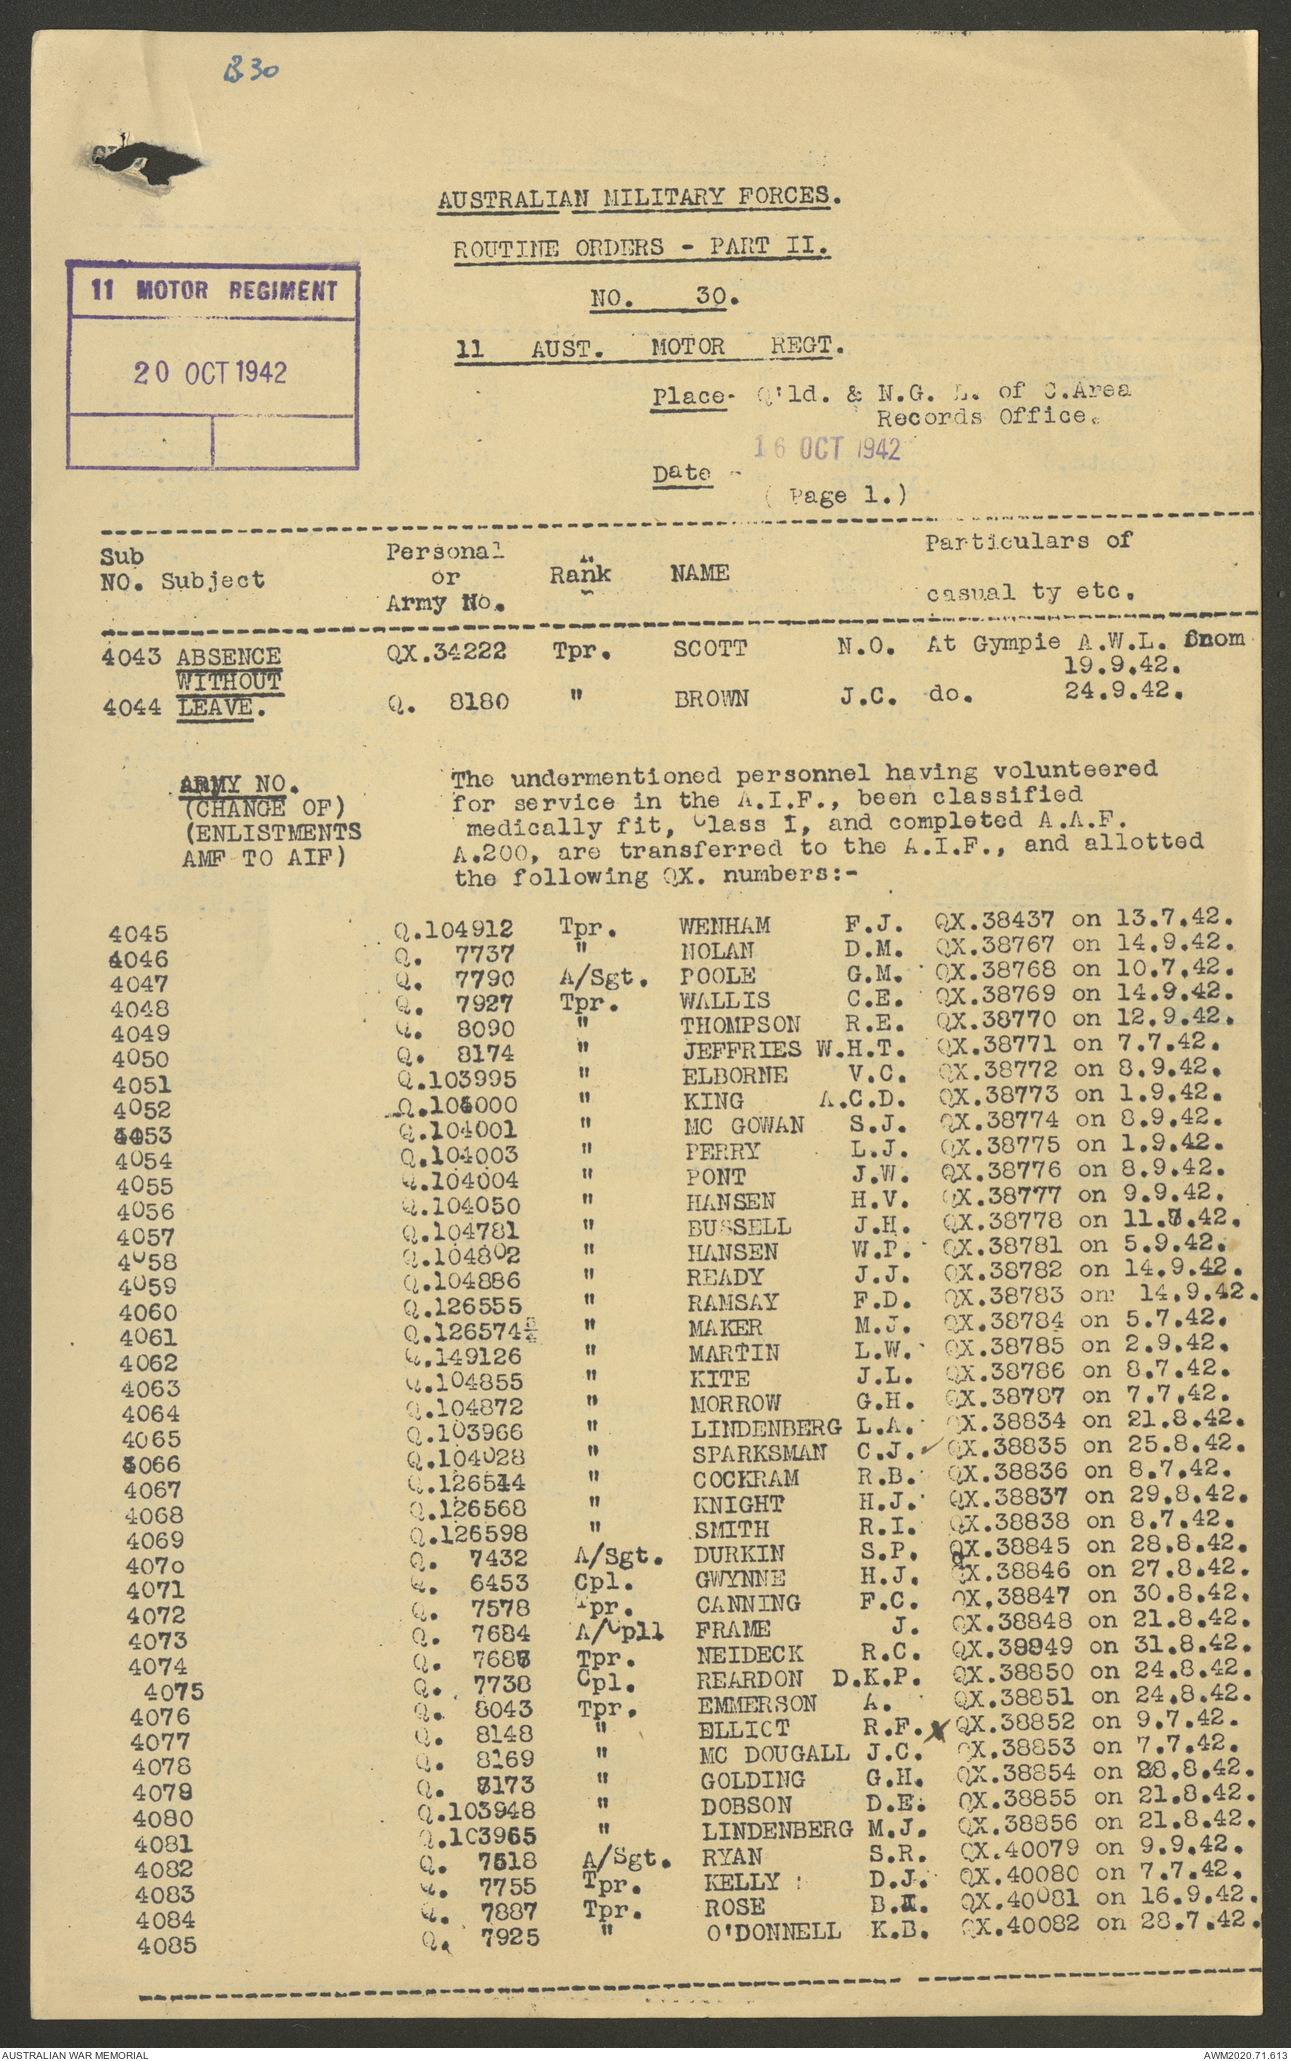 B30
AUSTRALIAN MILITARY FORCES.
ROUTINE ORDERS - PART II.
NO. 30.
11 AUST. MOTOR REGT.
11 MOTOR REGIMENT
20 OCT 1942
Place- Q'ld. & N.G. L. of C.Area
Records Office.
16 OCT 1942
Date -
( Page 1.)
Sub NO. Subject Personal or Army No. Rank NAME Particulars of casual ty etc.
4043 ABSENCE QX.34222 Tpr. SCOTT N.O. At Gympie A.W.L. from
WITHOUT 19.9.42.
4044 LEAVE. Q. 8180 " BROWN J.C. do. 24.9.42.
ARMY NO. The undermentioned personnel having volunteered
(CHANGE OF) for service in the A.I.F., been classified
(ENLISTMENTS medically fit, Class I, and completed A.A.F.
AMF TO AIF) A.200, are transferred to the A.I.F., and allotted
the following QX. numbers:-
4045 Q.104912 Tpr. WENHAM F.J. QX.38437 on 13.7.42.
4046 Q. 7737 " NOLAN D.M. QX.38767 on 14.9.42.
4047 Q. 7790 A/Sgt. POOLE G.M. QX.38768 on 10.7.42.
4048 Q. 7927 Tpr. WALLIS C.E. QX.38769 on 14.9.42.
4049 Q. 8090 " THOMPSON R.E. QX.38770 on 12.9.42.
4050 Q. 8174 " JEFFRIES W.H.T. QX.38771 on 7.7.42.
4051 Q.103995 " ELBORNE V.C. QX.38772 on 8.9.42.
4052 Q.104000 " KING A.C.D. QX.38773 on 1.9.42.
4053 Q.104001 " MC GOWAN S.J. QX.38774 on 8.9.42.
4054 Q.104003 " PERRY L.J. QX.38775 on 1.9.42.
4055 Q.104004 " PONT J.W. QX.38776 on 8.9.42.
4056 Q.104050 " HANSEN H.V. QX.38777 on 9.9.42.
4057 Q.104781 " BUSSELL J.H. QX.38778 on 11. .42.
4058 Q.104802 " HANSEN W.P. QX.38781 on 5.9.42.
4059 Q.104886 " READY J.J. QX.38782 on 14.9.42.
4060 Q.126555 " RAMSAY F.D. QX.38783 on 14.9.42.
4061 Q.126574 " MAKER M.J. QX.38784 on 5.7.42.
4062 Q.149126 " MARTIN L.W. QX.38785 on 2.9.42.
4063 Q.104855 " KITE J.L. QX.38786 on 8.7.42.
4064 Q.104872 " MORROW G.H. QX.38787 on 7.7.42.
4065 Q.103966 " LINDENBERG L.A. QX.38834 on 21.8.42.
4066 Q.104028 " SPARKSMAN C.J. ✓ QX.38835 on 25.8.42.
4067 Q.126544 " COCKRAM R.B. QX.38836 on 8.7.42.
4068 Q.126568 " KNIGHT H.J. QX.38837 on 29.8.42.
4069 Q.126598 " SMITH R.I. QX.38838 on 8.7.42.
4070 Q. 7432 A/Sgt. DURKIN S.P. QX.38845 on 28.8.42.
4071 Q. 6453 Cpl. GWYNNE H.J. QX.38846 on 27.8.42.
4072 Q. 7578 Tpr. CANNING F.C. QX.38847 on 30.8.42.
4073 Q. 7684 A/Cpll FRAME J. QX.38848 on 21.8.42.
4074 Q. 7687 Tpr. NEIDECK R.C. QX.38849 on 31.8.42.
4075 Q. 7738 Cpl. REARDON D.K.P. QX.38850 on 24.8.42.
4076 Q. 8043 Tpr. EMMERSON A. QX.38851 on 24.8.42.
4077 Q. 8148 " ELLICT R.F. X QX.38852 on 9.7.42.
4078 Q. 8169 " MC DOUGALL J.C. QX.38853 on 7.7.42.
4079 Q. 8173 " GOLDING G.H. QX.38854 on 28.8.42.
4080 Q.103948 " DOBSON D.E. QX.38855 on 21.8.42.
4081 Q.103965 " LINDENBERG M.J. QX.38856 on 21.8.42.
4082 Q. 7518 A/Sgt. RYAN S.R. QX.40079 on 9.9.42.
4083 Q. 7755 Tpr. KELLY D.J. QX.40080 on 7.7.42.
4084 Q. 7887 Tpr. ROSE B. QX.40081 on 16.9.42.
4085 Q. 7925 " O'DONNELL K.B. QX.40082 on 28.7.42.
AUSTRALIAN WAR MEMORIAL
AWM2020.71.613